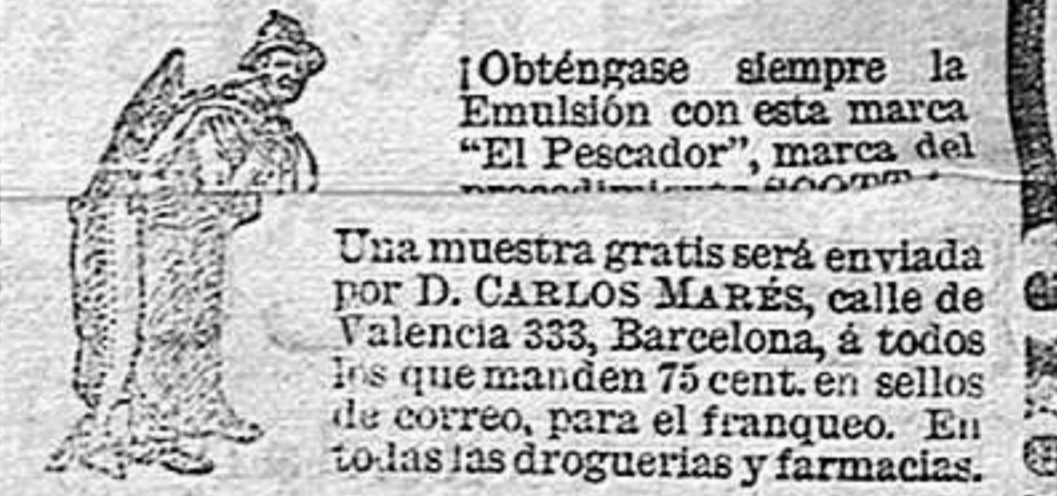 ¡Obténgase siempre la
Emulsión con esta marca
“El Pescador”, marca del
procedimiento SCOTT
Una muestra gratis será enviada
por D. CARLOS MARÉS, calle de
Valencia 333, Barcelona, á todos
los que manden 75 cent. en sellos
de correo, para el franqueo. En
todas las droguerias y farmacias.